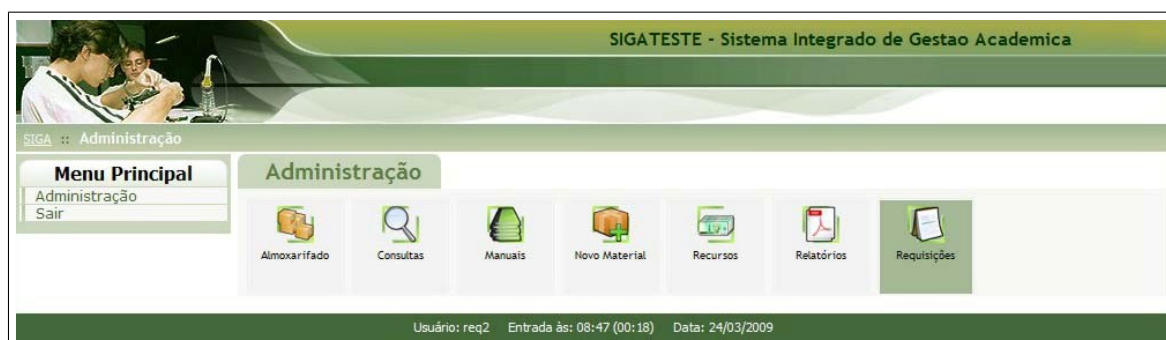 SIGATESTE - Sistema Integrado de Gestao Academica
SIGA :: Administração
Menu Principal
Administração
Sair
Administração
Almoxarifado Consultas Manuais Novo Material Recursos Relatórios Requisições
Usuário: req2 Entrada às: 08:47 (00:18) Data: 24/03/2009